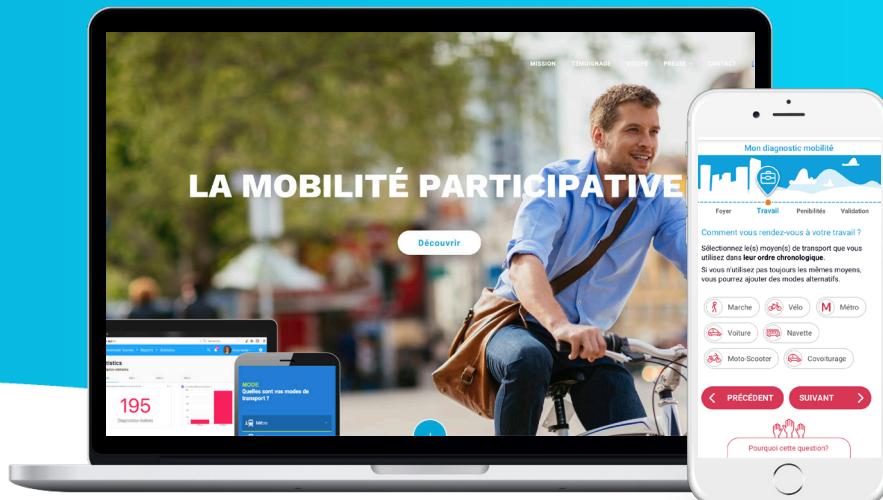 MISSION TÉMOIGNAGE ÉQUIPE PRESSE CONTACT
LA MOBILITÉ PARTICIPATIVE
Découvrir
195
MODE
Quelles sont vos modes de
transport ?
Métro
Mon diagnostic mobilité
Foyer Travail Penibilités Validation
Comment vous rendez-vous à votre travail ?
Sélectionnez le(s) moyen(s) de transport que vous
utilisez dans leur ordre chronologique.
Si vous n'utilisez pas toujours les mêmes moyens,
vous pourrez ajouter des modes alternatifs.
Marche Vélo M Métro
Voiture Navette
Moto-Scooter Covoiturage
PRÉCÉDENT SUIVANT
Pourquoi cette question?